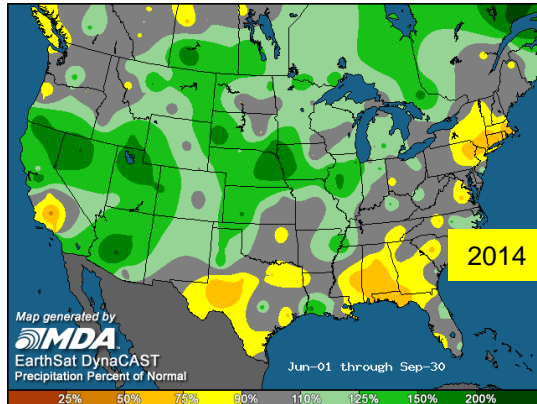 2014
Map generated by
MDA
EarthSat DynaCAST
Precipitation Percent of Normal
Jun-01 through Sep-30
25% 50% 75% 90% 110% 125% 150% 200%